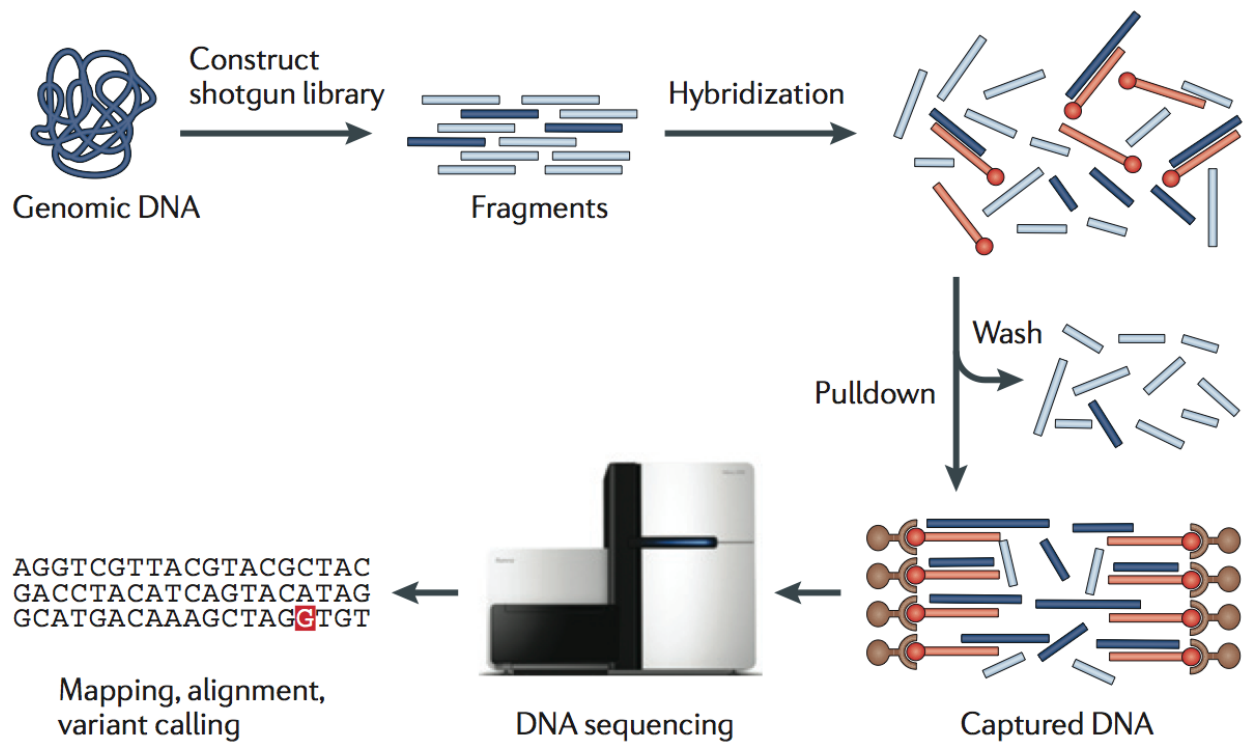 Construct
shotgun library
Hybridization
Genomic DNA
Fragments
Wash
Pulldown
AGGTCGTTACGTACGCTAC
GACCTACATCAGTACATAG
GCATGACAAAGCTAGGTGT
Mapping, alignment,
variant calling
DNA sequencing
Captured DNA